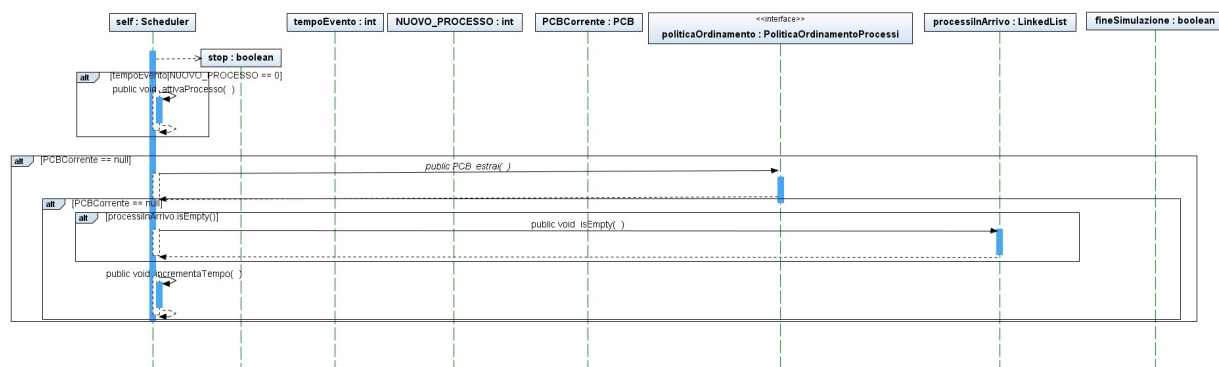 self : Scheduler
tempoEvento : int
NUOVO_PROCESSO : int
PCBCorrente : PCB
<<interface>>
politicaOrdinamento : PoliticaOrdinamentoProcessi
processiInArrivo : LinkedList
fineSimulazione : boolean
stop : boolean
alt [tempoEvento[NUOVO_PROCESSO == 0]
public void attivaProcesso( )
alt [PCBCorrente == null]
public PCB estrai( )
alt [PCBCorrente == null]
alt [processiInArrivo.isEmpty()]
public void isEmpty( )
public void incrementaTempo( )